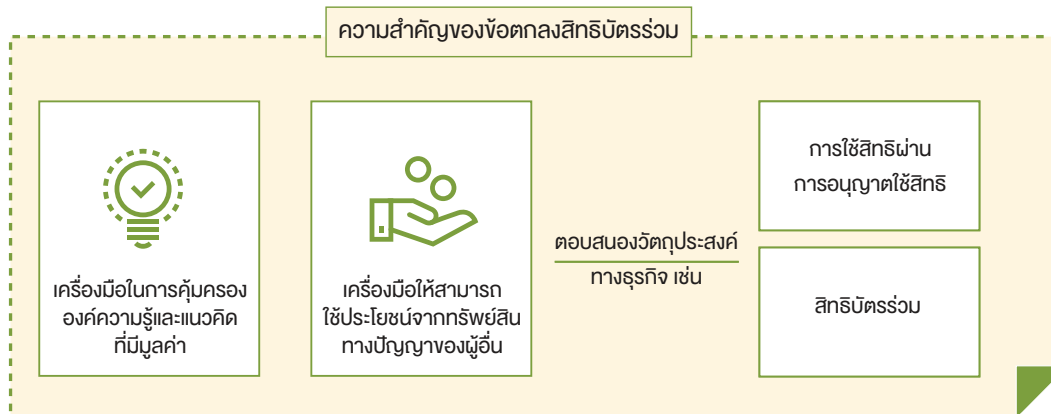 ความสำคัญของข้อตกลงสิทธิบัตรร่วม
เครื่องมือในการคุ้มครอง
องค์ความรู้และแนวคิด
ที่มีมูลค่า
เครื่องมือให้สามารถ
ใช้ประโยชน์จากทรัพย์สิน
ทางปัญญาของผู้อื่น
ตอบสนองวัตถุประสงค์
ทางธุรกิจ เช่น
การใช้สิทธิผ่าน
การอนุญาตใช้สิทธิ
สิทธิบัตรร่วม